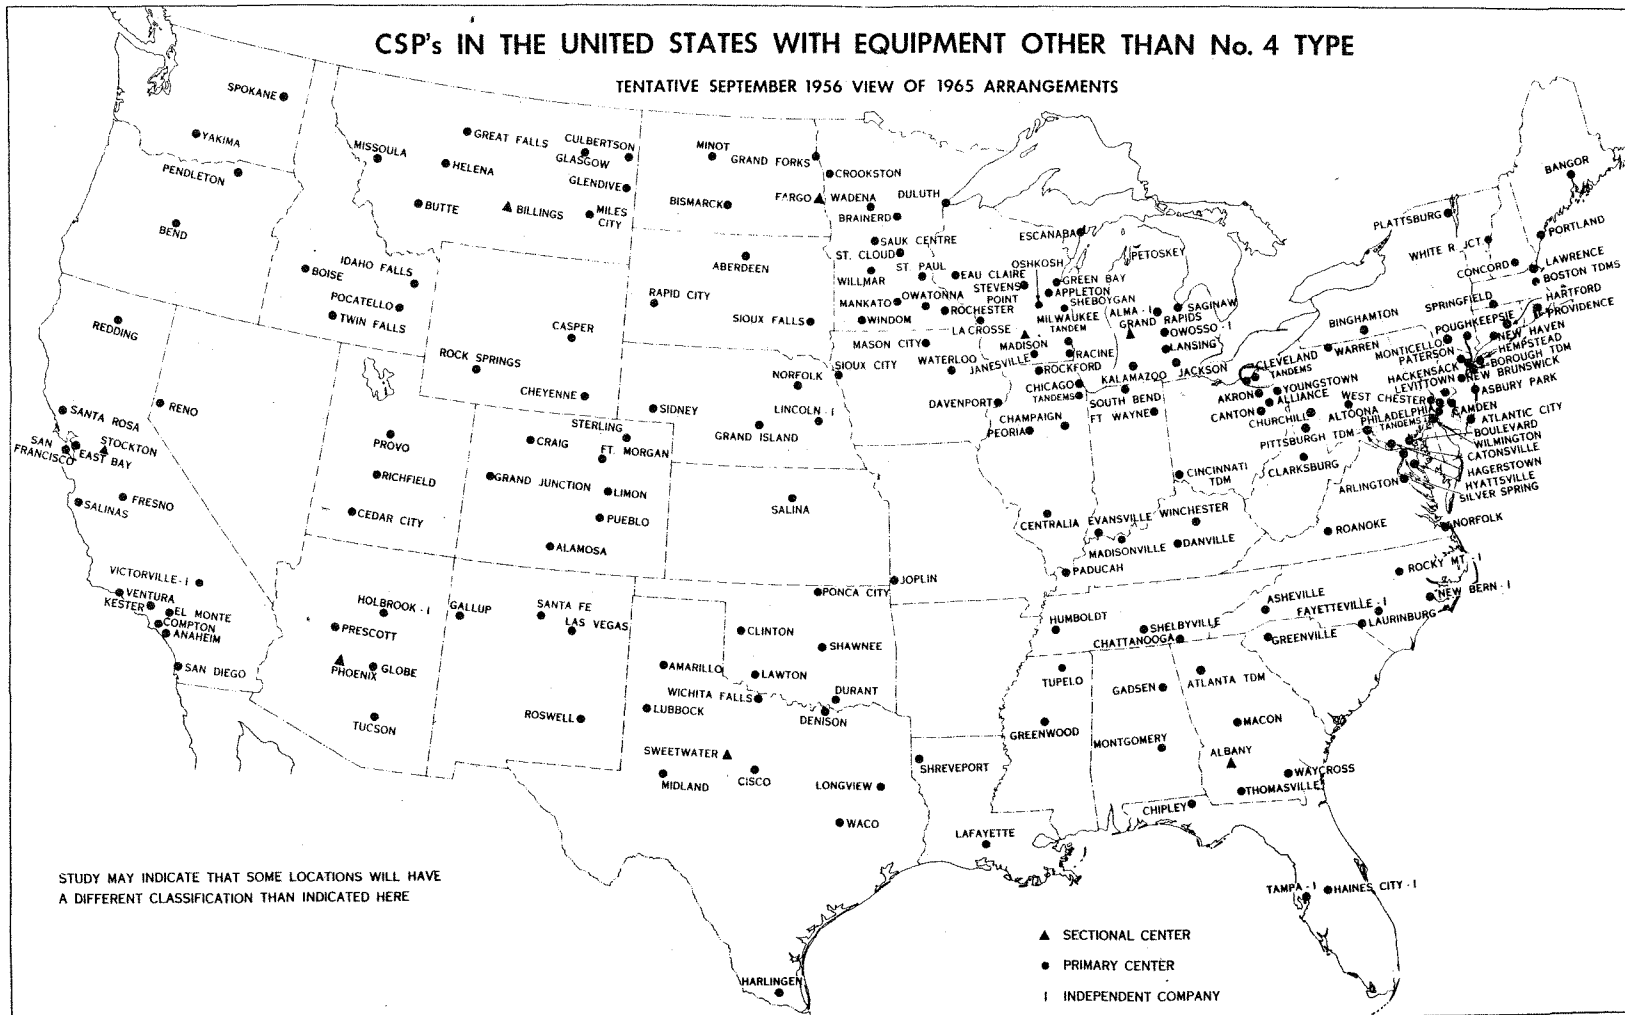 CSP's IN THE UNITED STATES WITH EQUIPMENT OTHER THAN No. 4 TYPE
TENTATIVE SEPTEMBER 1956 VIEW OF 1965 ARRANGEMENTS
SPOKANE
YAKIMA
PENDLETON
BEND
MISSOULA
GREAT FALLS
CULBERTSON
GLASGOW
HELENA
GLENDIVE
BUTTE
BILLINGS
MILES
CITY
IDAHO FALLS
BOISE
POCATELLO
TWIN FALLS
MINOT
GRAND FORKS
BISMARCK
FARGO
CROOKSTON
WADENA
DULUTH
BRAINERD
SAUK CENTRE
ST. CLOUD
ST. PAUL
WILLMAR
MANKATO
OWATONNA
ROCHESTER
WINDOM
ABERDEEN
RAPID CITY
SIOUX FALLS
CASPER
ROCK SPRINGS
CHEYENNE
REDDING
RENO
SANTA ROSA
STOCKTON
SAN
FRANCISCO
EAST BAY
FRESNO
SALINAS
VICTORVILLE - I
VENTURA
KESTER
EL MONTE
COMPTON
ANAHEIM
SAN DIEGO
PROVO
RICHFIELD
CEDAR CITY
STERLING
CRAIG
FT. MORGAN
GRAND JUNCTION
LIMON
PUEBLO
ALAMOSA
HOLBROOK - I
PRESCOTT
PHOENIX
GLOBE
TUCSON
GALLUP
SANTA FE
LAS VEGAS
ROSWELL
NORFOLK
SIDNEY
LINCOLN - I
GRAND ISLAND
SALINA
MASON CITY
SIOUX CITY
WATERLOO
DAVENPORT
ESCANABA
OSHKOSH
PETOSKEY
EAU CLAIRE
STEVENS
POINT
GREEN BAY
APPLETON
SHEBOYGAN
MILWAUKEE
TANDEM
LA CROSSE
MADISON
JANESVILLE
RACINE
ROCKFORD
CHICAGO
TANDEMS
CHAMPAIGN
PEORIA
CENTRALIA
ALMA - I
SAGINAW
GRAND RAPIDS
OWOSSO - I
LANSING
JACKSON
KALAMAZOO
SOUTH BEND
FT WAYNE
EVANSVILLE
WINCHESTER
MADISONVILLE
DANVILLE
PADUCAH
CINCINNATI
TDM
CLEVELAND
TANDEMS
AKRON
YOUNGSTOWN
ALLIANCE
CANTON
CHURCHILL
PITTSBURGH TDM
CLARKSBURG
ALTOONA
WARREN
WEST CHESTER
PHILADELPHIA
TANDEMS
BINGHAMTON
MONTICELLO
PATERSON
HACKENSACK
LEVITTOWN
POUGHKEEPSIE
PLATTSBURG
WHITE R. JCT.
CONCORD
SPRINGFIELD
BANGOR
PORTLAND
LAWRENCE
BOSTON TDMS
HARTFORD
PROVIDENCE
NEW HAVEN
HEMPSTEAD
BOROUGH TDM
NEW BRUNSWICK
ASBURY PARK
CAMDEN
ATLANTIC CITY
BOULEVARD
WILMINGTON
CATONSVILLE
HAGERSTOWN
HYATTSVILLE
SILVER SPRING
ARLINGTON
ROANOKE
NORFOLK
ROCKY MT. - I
NEW BERN - I
ASHEVILLE
FAYETTEVILLE - I
LAURINBURG
GREENVILLE
HUMBOLDT
SHELBYVILLE
CHATTANOOGA
JOPLIN
PONCA CITY
CLINTON
SHAWNEE
LAWTON
DURANT
AMARILLO
WICHITA FALLS
LUBBOCK
DENISON
SWEETWATER
MIDLAND
CISCO
LONGVIEW
WACO
HARLINGEN
SHREVEPORT
LAFAYETTE
TUPELO
GREENWOOD
GADSEN
MONTGOMERY
ATLANTA TDM
MACON
ALBANY
WAYCROSS
THOMASVILLE
CHIPLEY
TAMPA - I
HAINES CITY - I
STUDY MAY INDICATE THAT SOME LOCATIONS WILL HAVE
A DIFFERENT CLASSIFICATION THAN INDICATED HERE
▲ SECTIONAL CENTER
● PRIMARY CENTER
I INDEPENDENT COMPANY